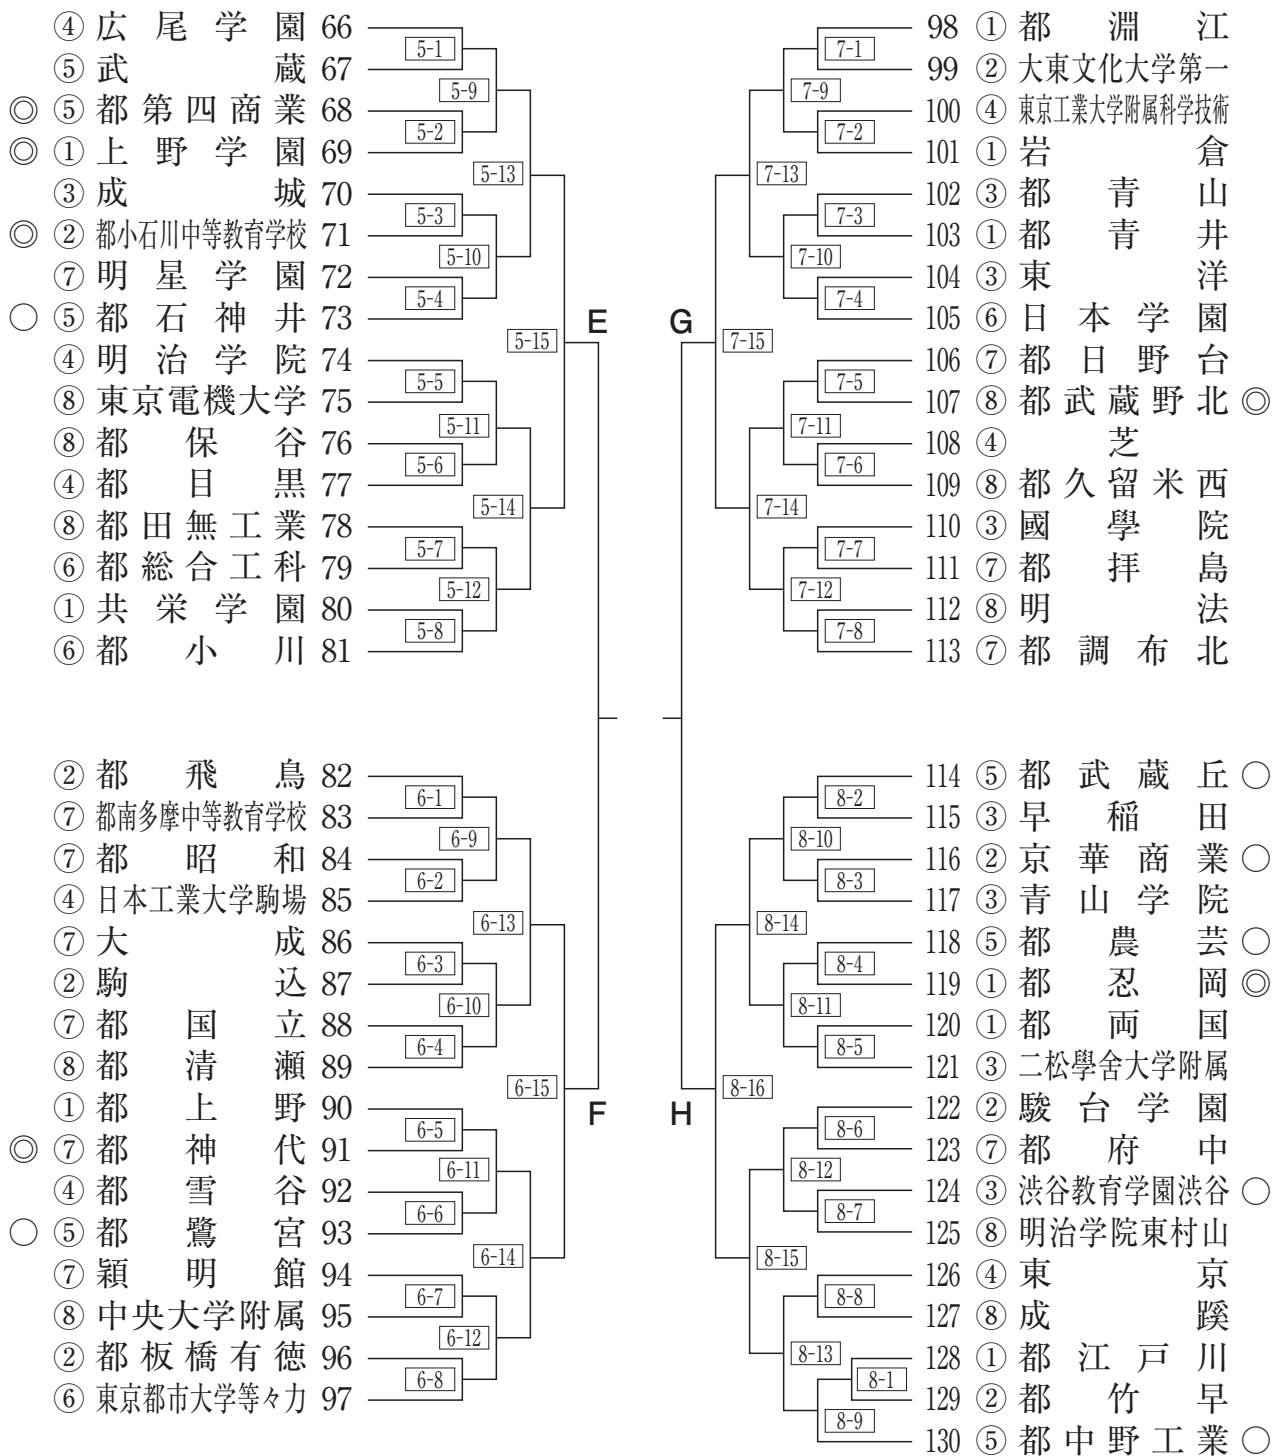 ④ 広尾学園 66
5-1
⑤ 武蔵 67
5-9
◎ ⑤ 都第四商業 68
5-2
◎ ① 上野学園 69
5-13
③ 成城 70
5-3
◎ ② 都小石川中等教育学校 71
5-10
⑦ 明星学園 72
5-4
○ ⑤ 都石神井 73
5-15
E
④ 明治学院 74
5-5
⑧ 東京電機大学 75
5-11
⑧ 都保谷 76
5-6
④ 都目黒 77
5-14
⑧ 都田無工業 78
5-7
⑥ 都総合工科 79
5-12
① 共栄学園 80
5-8
⑥ 都小川 81
② 都飛鳥 82
6-1
⑦ 都南多摩中等教育学校 83
6-9
⑦ 都昭和 84
6-2
④ 日本工業大学駒場 85
6-13
⑦ 大成 86
6-3
② 駒込 87
6-10
⑦ 都国立 88
6-4
⑧ 都清瀬 89
6-15
F
① 都上野 90
6-5
◎ ⑦ 都神代 91
6-11
④ 都雪谷 92
6-6
○ ⑤ 都鷺宮 93
6-14
⑦ 穎明館 94
6-7
⑧ 中央大学附属 95
6-12
② 都板橋有徳 96
6-8
⑥ 東京都市大学等々力 97
98 ① 都淵江
7-1
99 ② 大東文化大学第一
7-9
100 ④ 東京工業大学附属科学技術
7-2
101 ① 岩倉
7-13
102 ③ 都青山
7-3
103 ① 都青井
7-10
104 ③ 東洋
7-4
105 ⑥ 日本学園
G
7-15
106 ⑦ 都日野台
7-5
107 ⑧ 都武蔵野北 ◎
7-11
108 ④ 芝
7-6
109 ⑧ 都久留米西
7-14
110 ③ 國學院
7-7
111 ⑦ 都拝島
7-12
112 ⑧ 明法
7-8
113 ⑦ 都調布北
114 ⑤ 都武蔵丘 ○
8-2
115 ③ 早稲田
8-10
116 ② 京華商業 ○
8-3
117 ③ 青山学院
8-14
118 ⑤ 都農芸 ○
8-4
119 ① 都忍岡 ◎
8-11
120 ① 都両国
8-5
121 ③ 二松學舍大学附属
H
8-16
122 ② 駿台学園
8-6
123 ⑦ 都府中
8-12
124 ③ 渋谷教育学園渋谷 ○
8-7
125 ⑧ 明治学院東村山
8-15
126 ④ 東京
8-8
127 ⑧ 成蹊
8-13
128 ① 都江戸川
8-1
129 ② 都竹早
8-9
130 ⑤ 都中野工業 ○